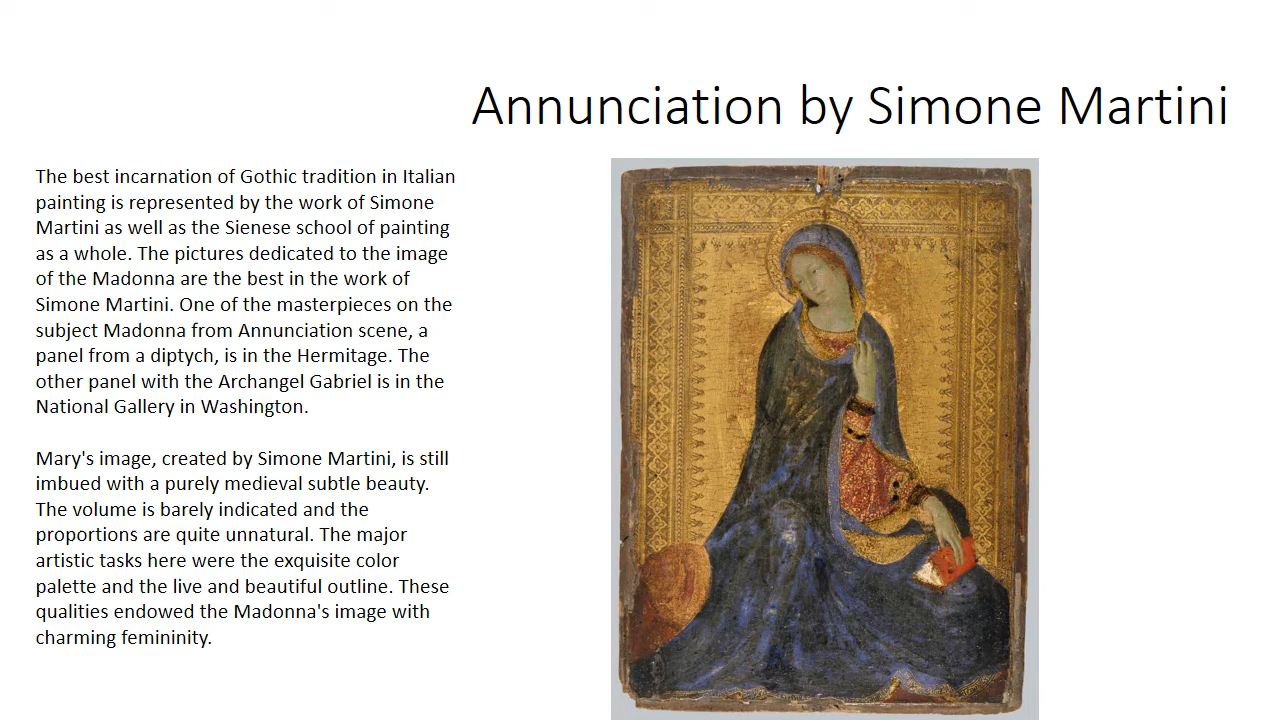 Annunciation by Simone Martini
The best incarnation of Gothic tradition in Italian
painting is represented by the work of Simone
Martini as well as the Sienese school of painting
as a whole. The pictures dedicated to the image
of the Madonna are the best in the work of
Simone Martini. One of the masterpieces on the
subject Madonna from Annunciation scene, a
panel from a diptych, is in the Hermitage. The
other panel with the Archangel Gabriel is in the
National Gallery in Washington.
Mary's image, created by Simone Martini, is still
imbued with a purely medieval subtle beauty.
The volume is barely indicated and the
proportions are quite unnatural. The major
artistic tasks here were the exquisite color
palette and the live and beautiful outline. These
qualities endowed the Madonna's image with
charming femininity.